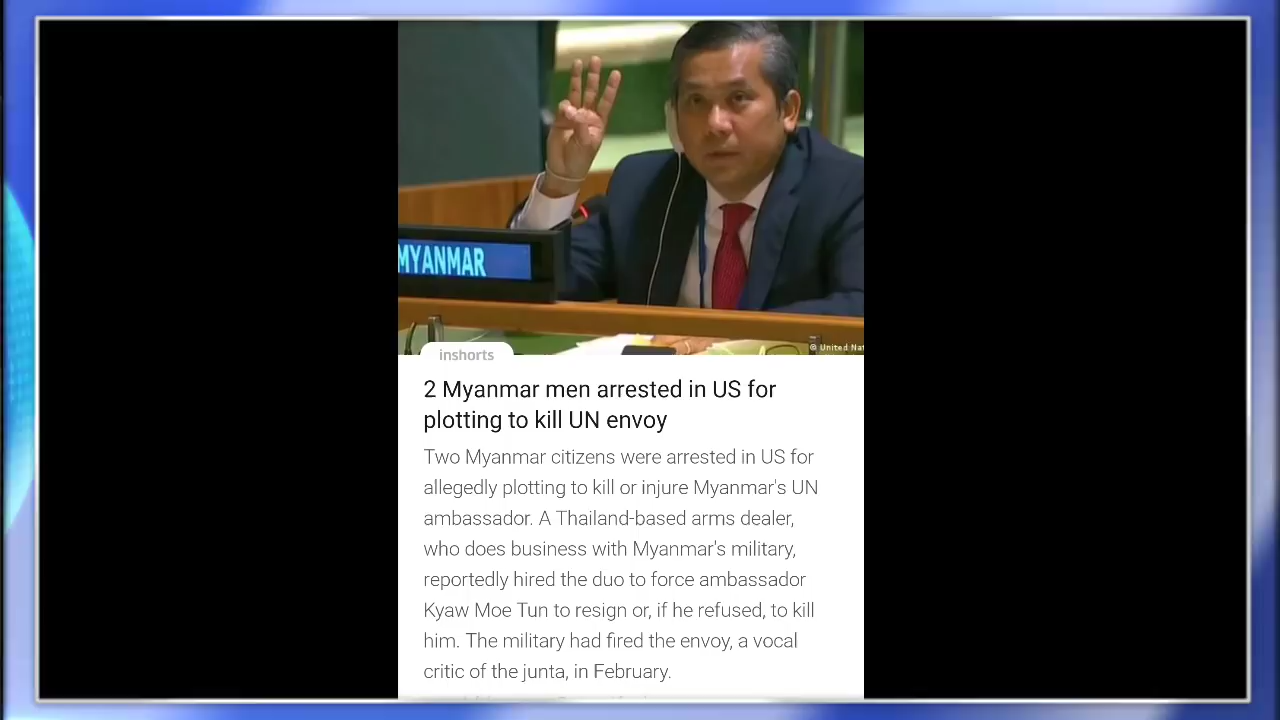 MYANMAR
© United Nat
inshorts
2 Myanmar men arrested in US for
plotting to kill UN envoy
Two Myanmar citizens were arrested in US for
allegedly plotting to kill or injure Myanmar's UN
ambassador. A Thailand-based arms dealer,
who does business with Myanmar's military,
reportedly hired the duo to force ambassador
Kyaw Moe Tun to resign or, if he refused, to kill
him. The military had fired the envoy, a vocal
critic of the junta, in February.